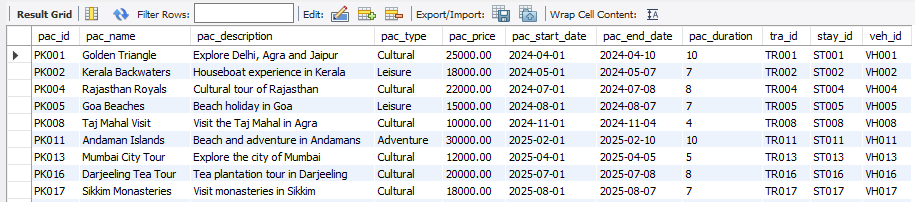 Result Grid Filter Rows: Edit: Export/Import: Wrap Cell Content: IA
pac_id pac_name pac_description pac_type pac_price pac_start_date pac_end_date pac_duration tra_id stay_id veh_id
PK001 Golden Triangle Explore Delhi, Agra and Jaipur Cultural 25000.00 2024-04-01 2024-04-10 10 TR001 ST001 VH001
PK002 Kerala Backwaters Houseboat experience in Kerala Leisure 18000.00 2024-05-01 2024-05-07 7 TR002 ST002 VH002
PK004 Rajasthan Royals Cultural tour of Rajasthan Cultural 22000.00 2024-07-01 2024-07-08 8 TR004 ST004 VH004
PK005 Goa Beaches Beach holiday in Goa Leisure 15000.00 2024-08-01 2024-08-07 7 TR005 ST005 VH005
PK008 Taj Mahal Visit Visit the Taj Mahal in Agra Cultural 10000.00 2024-11-01 2024-11-04 4 TR008 ST008 VH008
PK011 Andaman Islands Beach and adventure in Andamans Adventure 30000.00 2025-02-01 2025-02-10 10 TR011 ST011 VH011
PK013 Mumbai City Tour Explore the city of Mumbai Cultural 12000.00 2025-04-01 2025-04-05 5 TR013 ST013 VH013
PK016 Darjeeling Tea Tour Tea plantation tour in Darjeeling Cultural 20000.00 2025-07-01 2025-07-08 8 TR016 ST016 VH016
PK017 Sikkim Monasteries Visit monasteries in Sikkim Cultural 18000.00 2025-08-01 2025-08-07 7 TR017 ST017 VH017